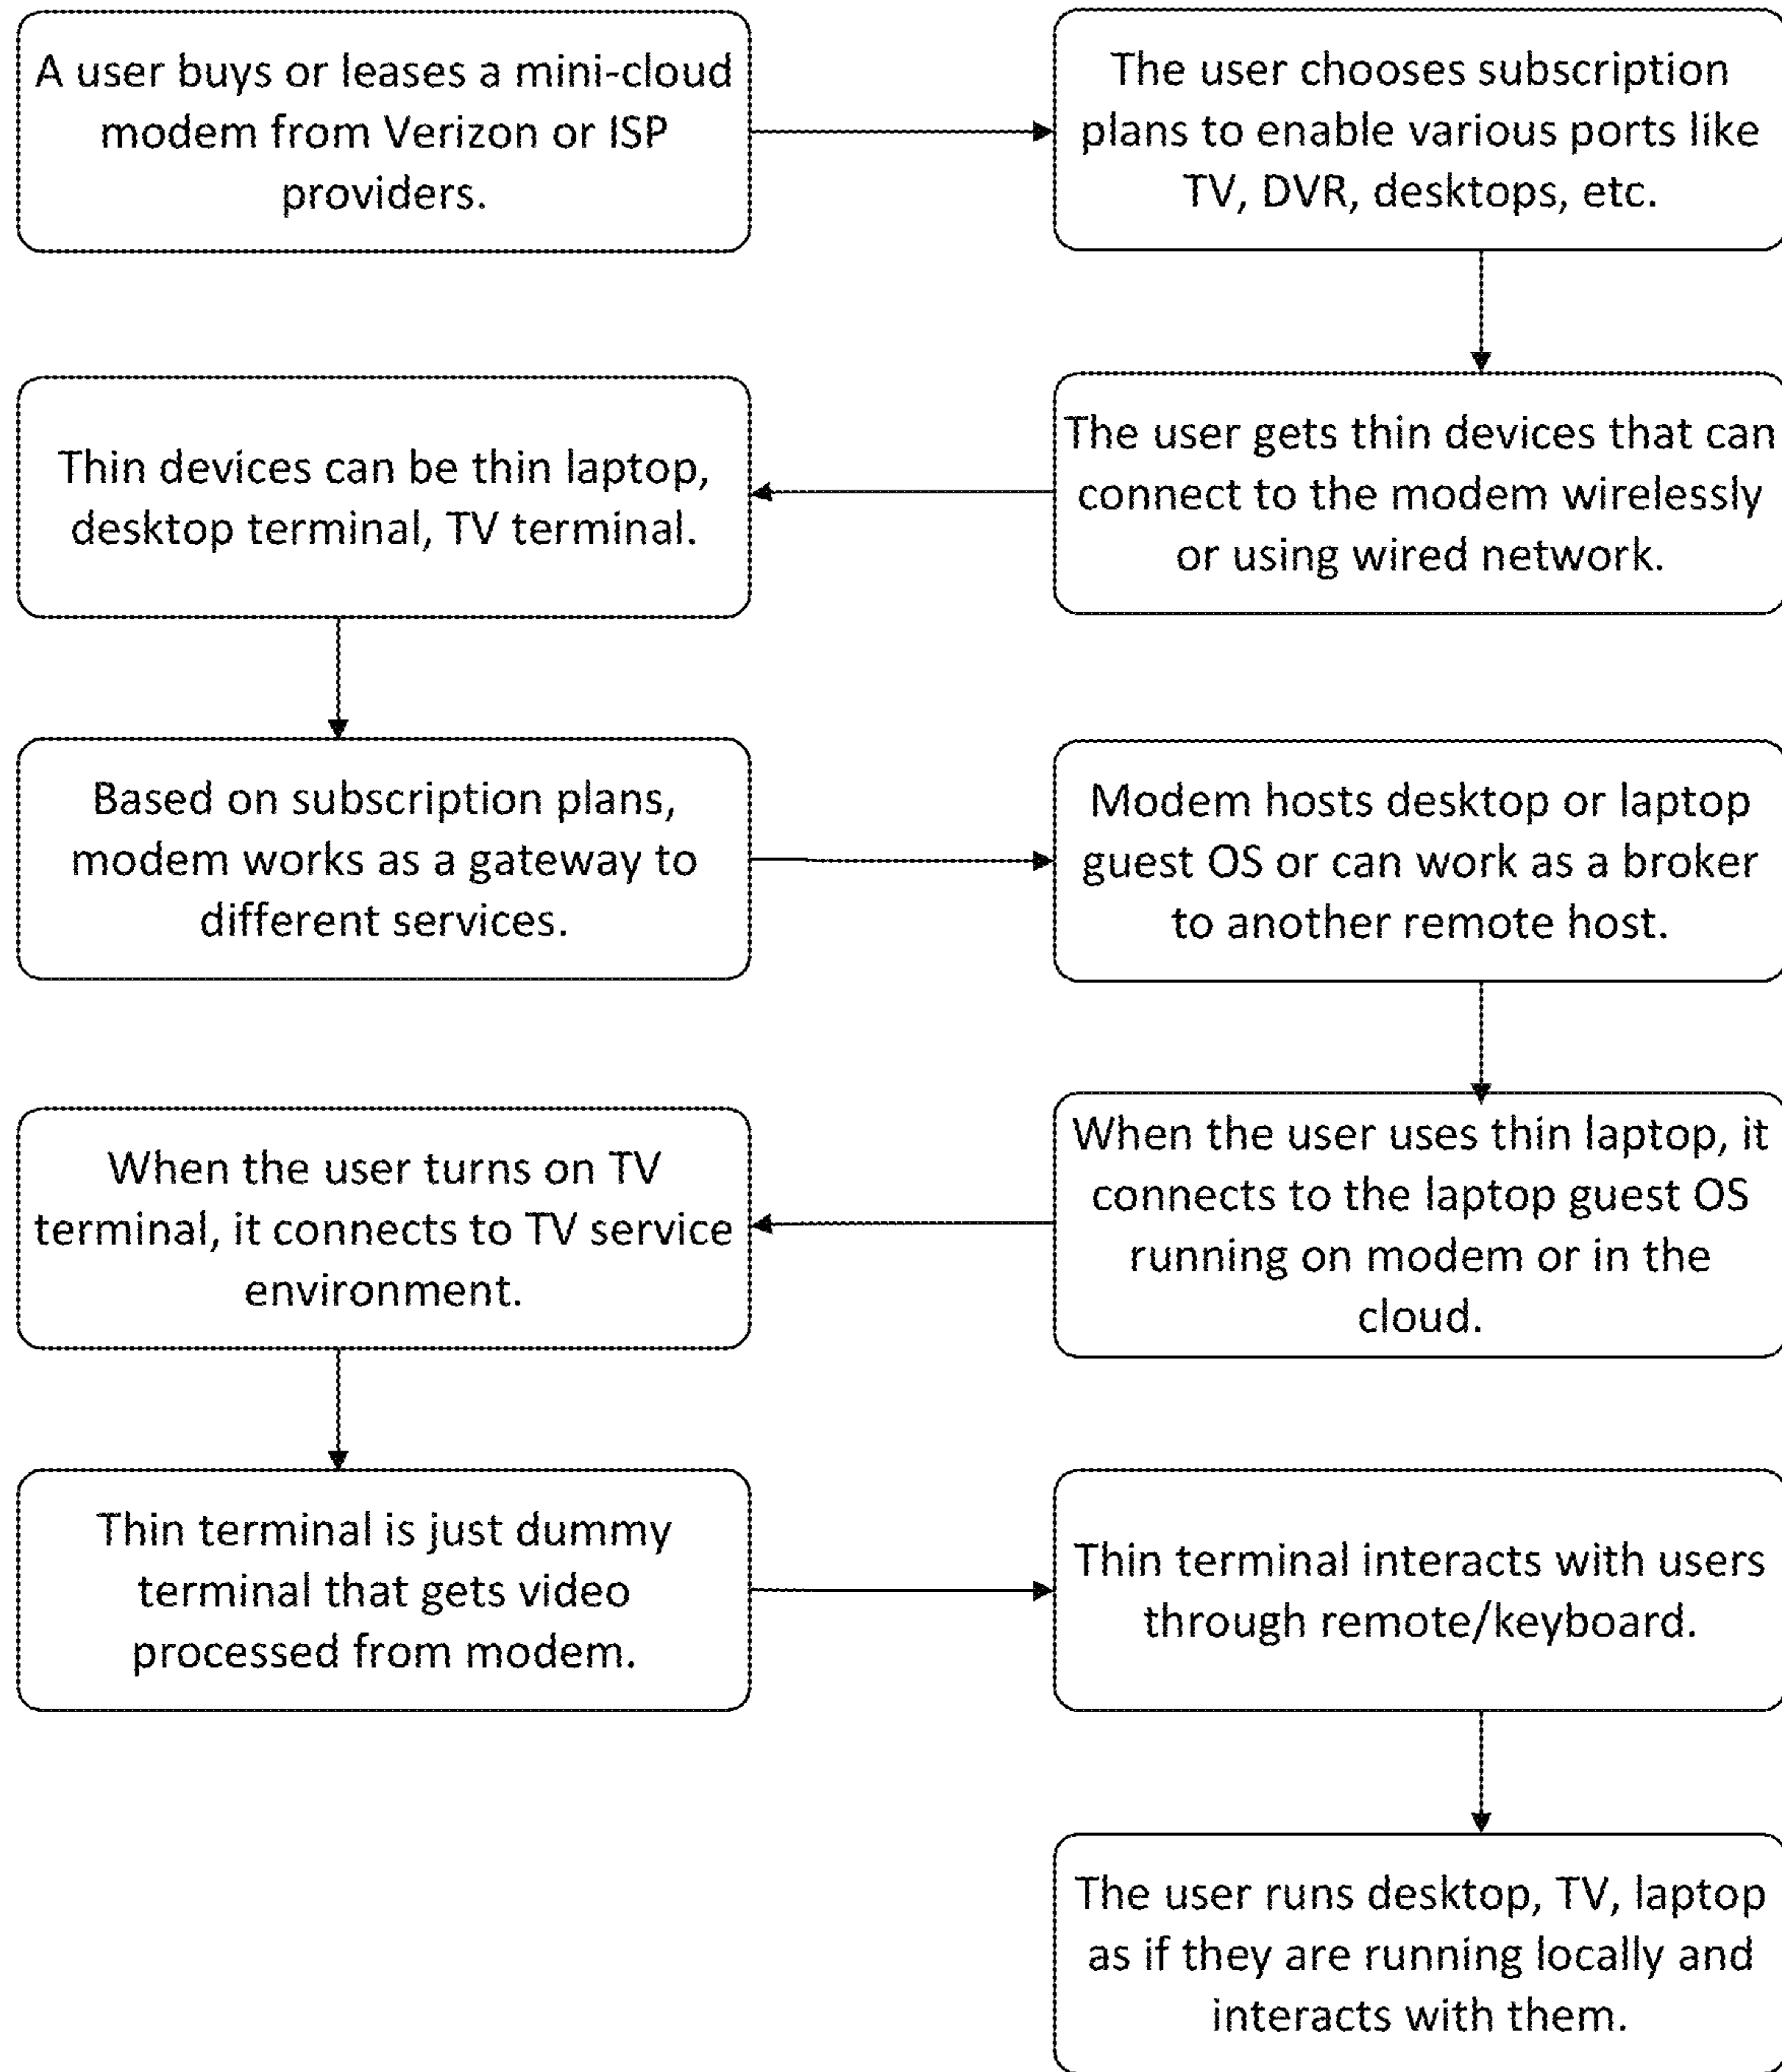 A user buys or leases a mini-cloud
modem from Verizon or ISP
providers.
The user chooses subscription
plans to enable various ports like
TV, DVR, desktops, etc.
The user gets thin devices that can
connect to the modem wirelessly
or using wired network.
Thin devices can be thin laptop,
desktop terminal, TV terminal.
Based on subscription plans,
modem works as a gateway to
different services.
Modem hosts desktop or laptop
guest OS or can work as a broker
to another remote host.
When the user uses thin laptop, it
connects to the laptop guest OS
running on modem or in the
cloud.
When the user turns on TV
terminal, it connects to TV service
environment.
Thin terminal is just dummy
terminal that gets video
processed from modem.
Thin terminal interacts with users
through remote/keyboard.
The user runs desktop, TV, laptop
as if they are running locally and
interacts with them.